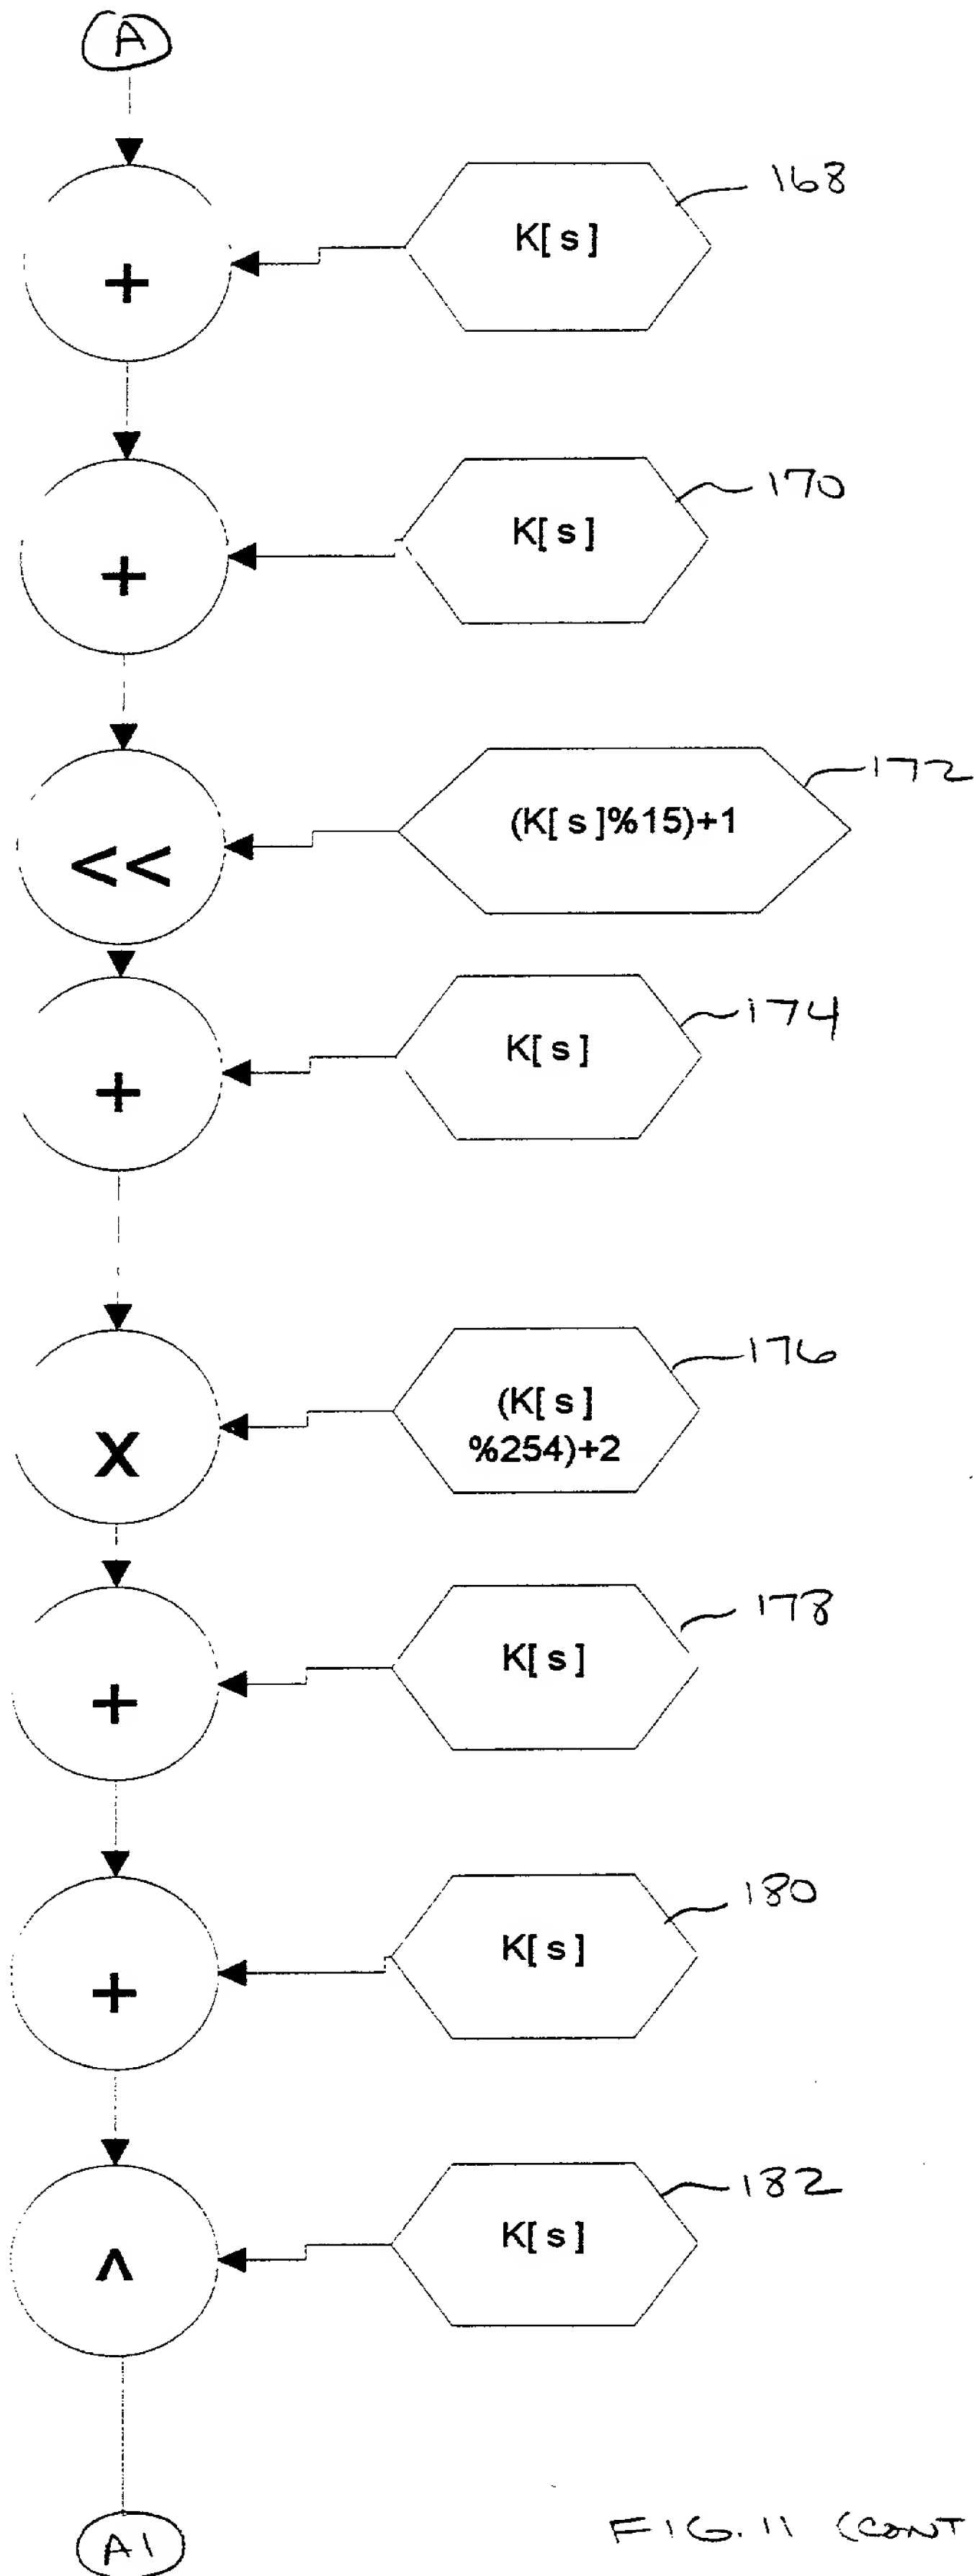 A
K[ s ]
168
+
K[ s ]
170
+
(K[ s ]%15)+1
172
<<
K[ s ]
174
+
(K[ s ]
%254)+2
176
X
K[ s ]
178
+
K[ s ]
180
+
K[ s ]
182
^
A1
FIG. 11 (CONT